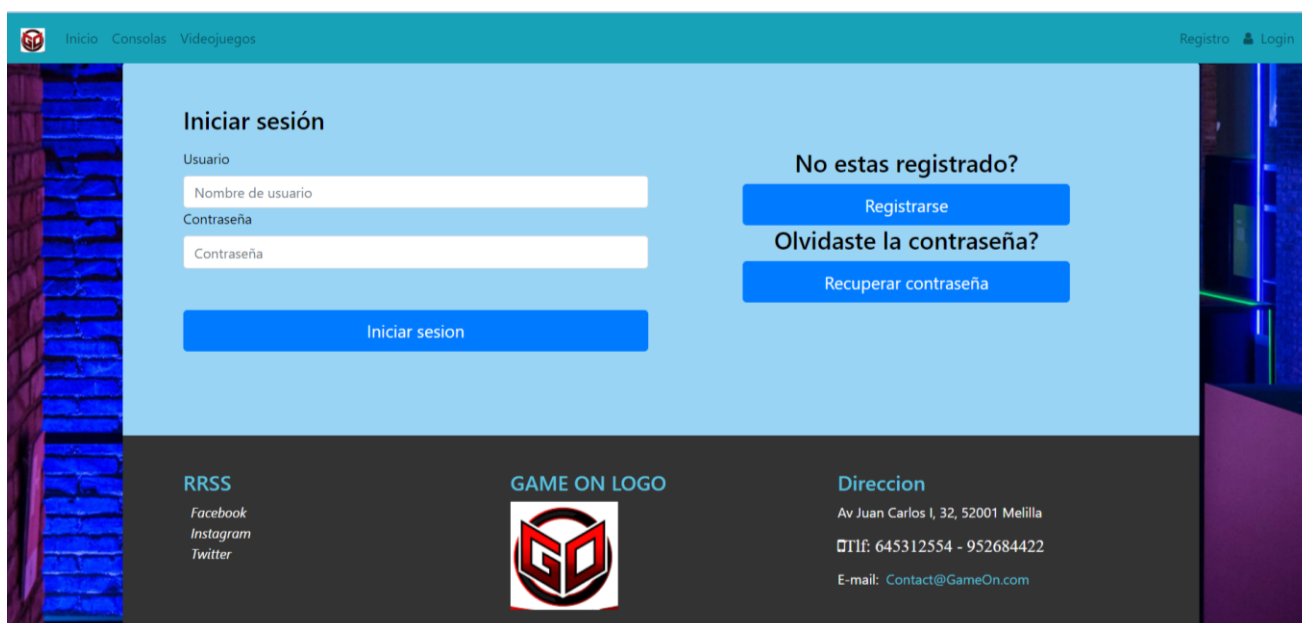 GO
Inicio Consolas Videojuegos Registro Login
Iniciar sesión
Usuario
Nombre de usuario
Contraseña
Contraseña
Iniciar sesion
No estas registrado?
Registrarse
Olvidaste la contraseña?
Recuperar contraseña
RRSS
Facebook
Instagram
Twitter
GAME ON LOGO
GO
Direccion
Av Juan Carlos I, 32, 52001 Melilla
Tlf: 645312554 - 952684422
E-mail: Contact@GameOn.com